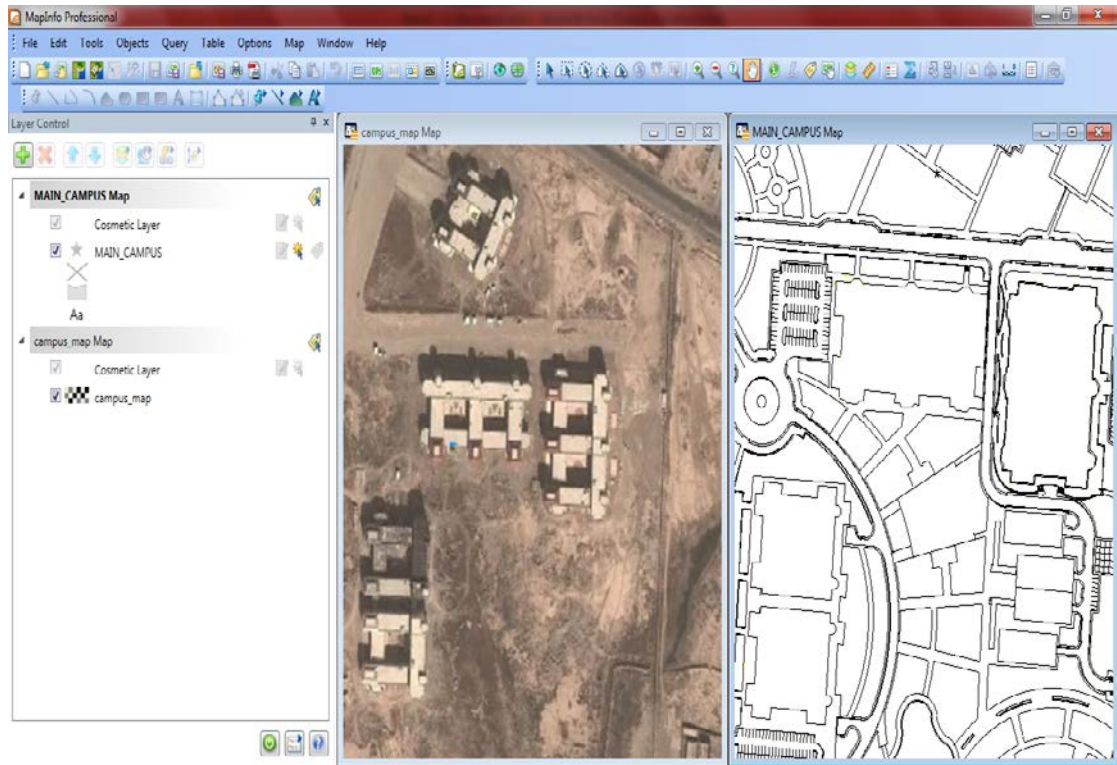 MapInfo Professional
File Edit Tools Objects Query Table Options Map Window Help
Layer Control
campus_map Map
MAIN_CAMPUS Map
MAIN_CAMPUS Map
Cosmetic Layer
MAIN_CAMPUS
Aa
campus_map Map
Cosmetic Layer
campus_map